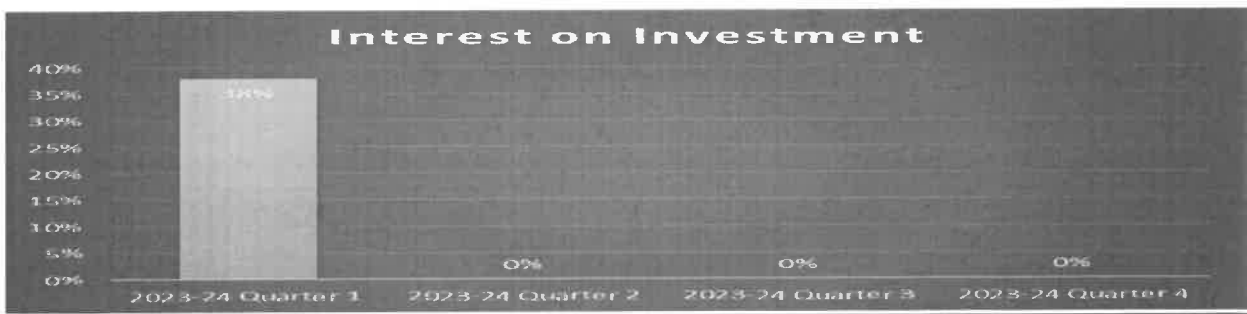 Interest on Investment
40%
35%
30%
25%
20%
15%
10%
5%
0%
38%
0%
0%
0%
2023-24 Quarter 1
2023-24 Quarter 2
2023-24 Quarter 3
2023-24 Quarter 4